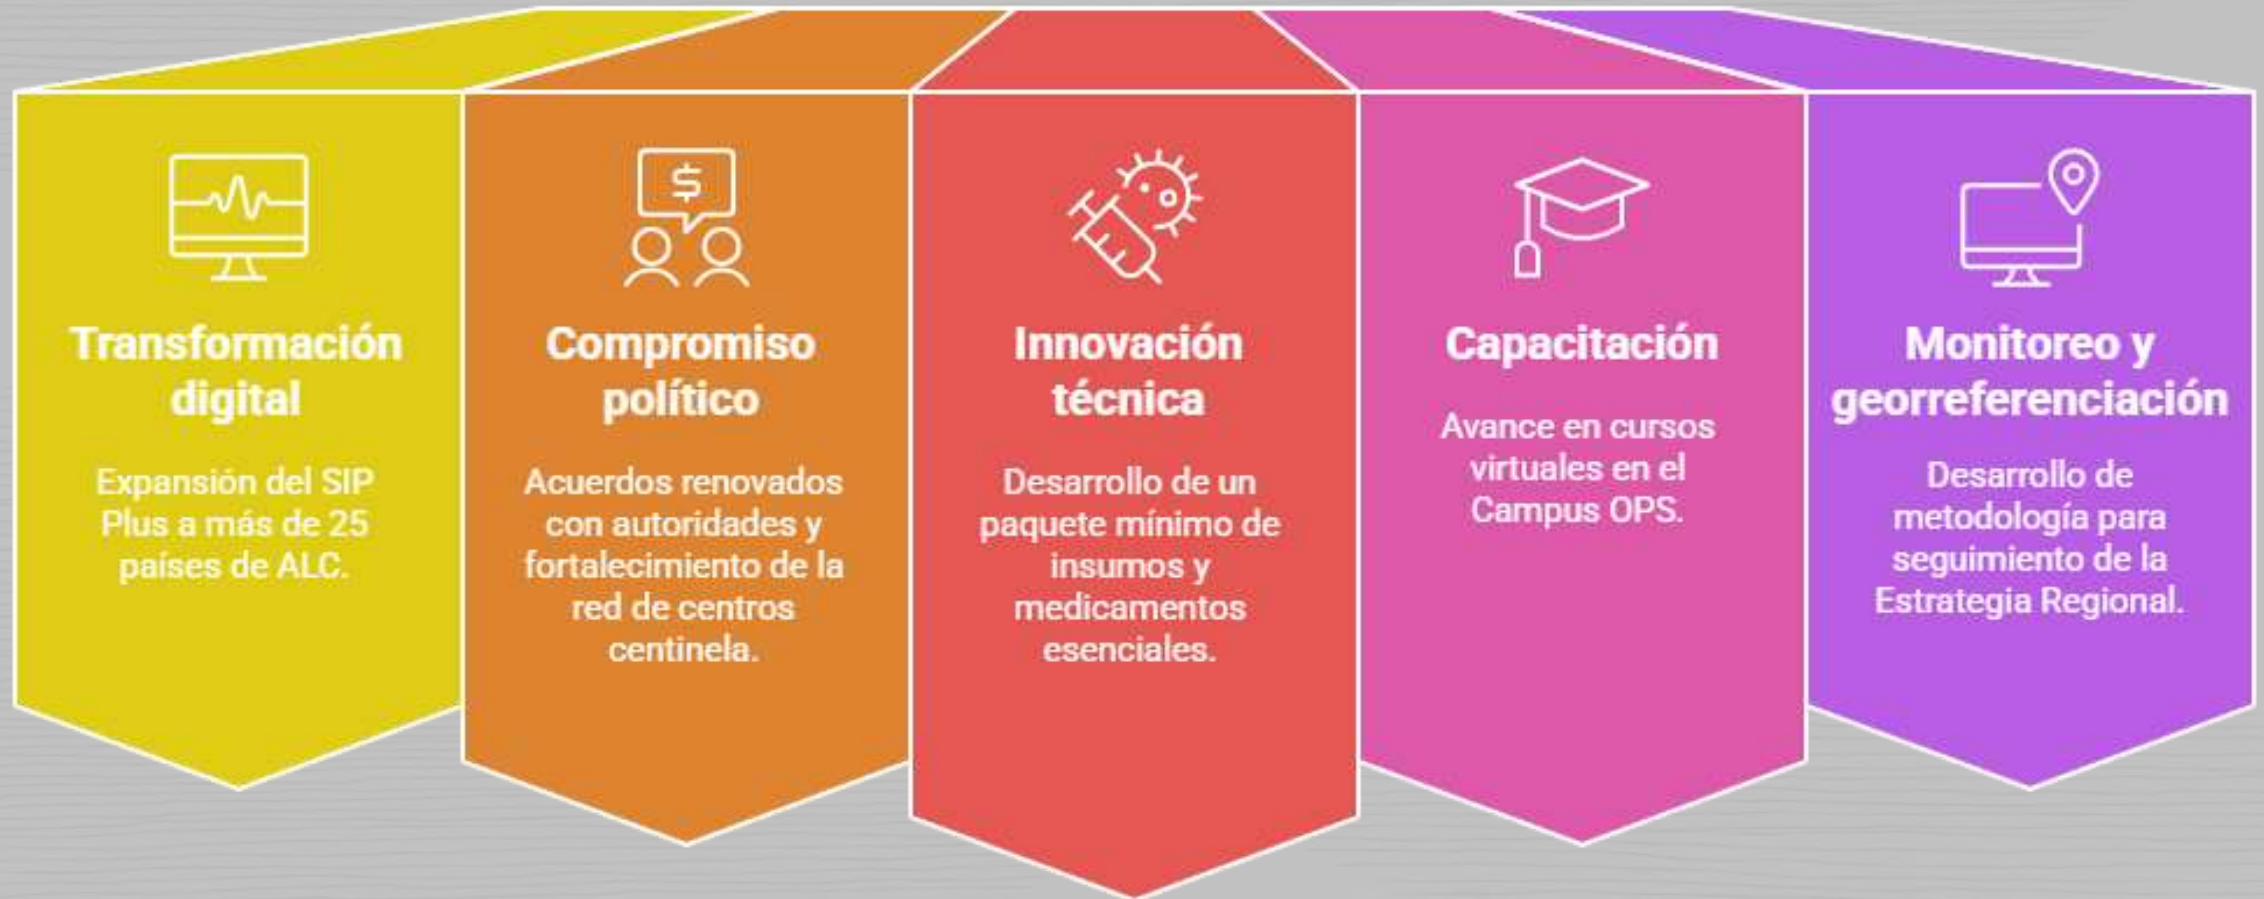 $
Transformación
digital
Expansión del SIP
Plus a más de 25
países de ALC.
Compromiso
político
Acuerdos renovados
con autoridades y
fortalecimiento de la
red de centros
centinela.
Innovación
técnica
Desarrollo de un
paquete mínimo de
insumos y
medicamentos
esenciales.
Capacitación
Avance en cursos
virtuales en el
Campus OPS.
Monitoreo y
georreferenciación
Desarrollo de
metodología para
seguimiento de la
Estrategia Regional.